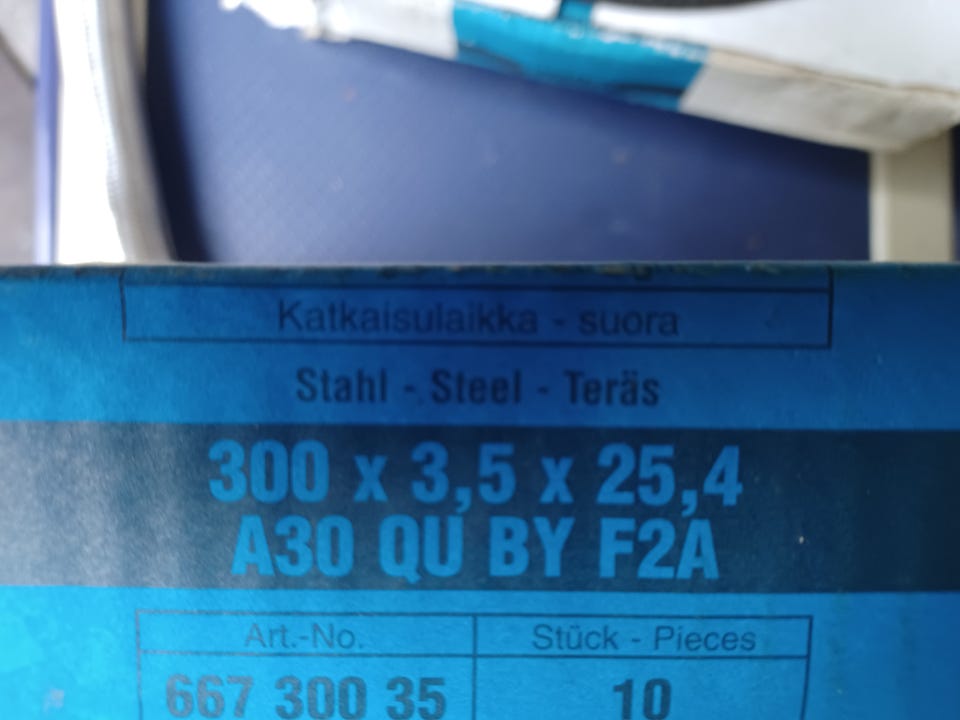 Katkaisulaikka - suora
Stahl - Steel - Teräs
300 x 3,5 x 25,4
A30 QU BY F2A
Art.-No. Stück - Pieces
667 300 35 10